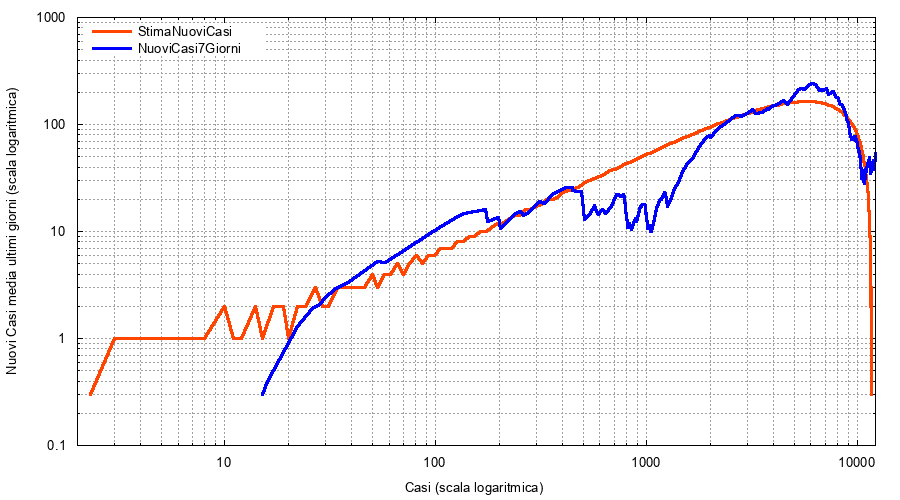 1000
100
10
1
0.1
10
100
1000
10000
StimaNuoviCasi
NuoviCasi7Giorni
Nuovi Casi media ultimi giorni (scala logaritmica)
Casi (scala logaritmica)